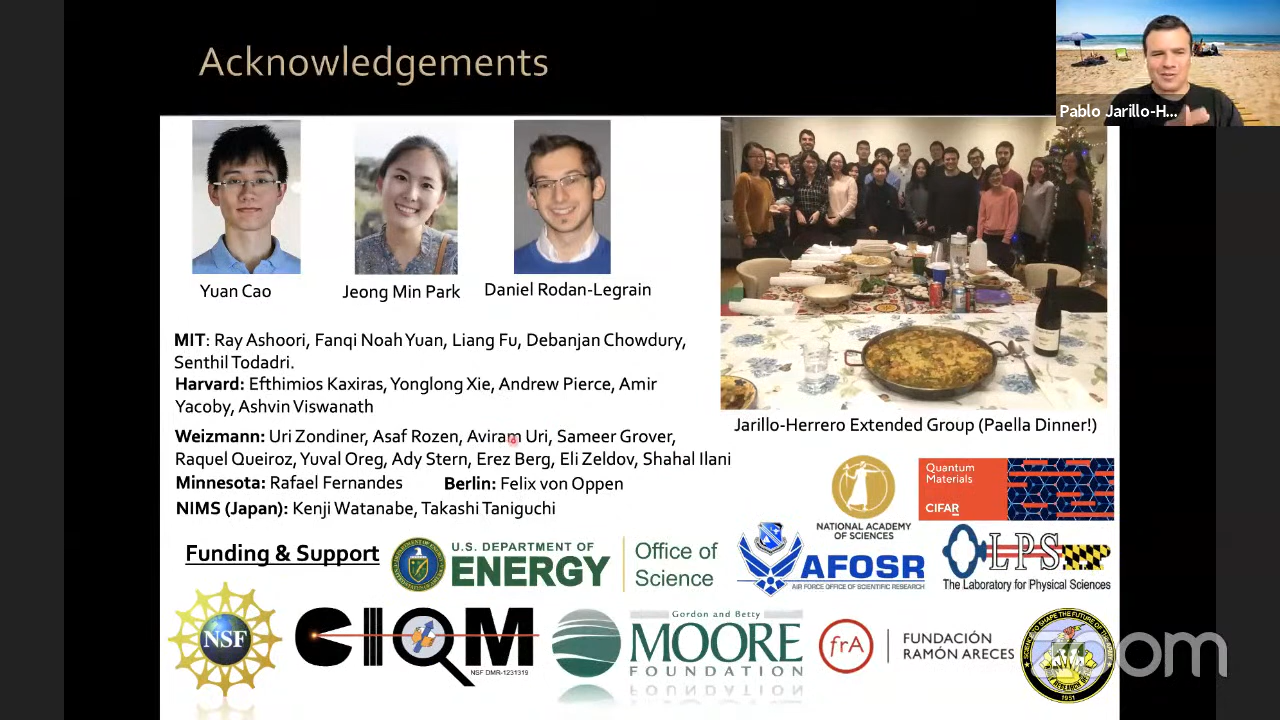 Acknowledgements
Pablo Jarillo-H...
Yuan Cao
Jeong Min Park
Daniel Rodan-Legrain
MIT: Ray Ashoori, Fanqi Noah Yuan, Liang Fu, Debanjan Chowdury,
Senthil Todadri.
Harvard: Efthimios Kaxiras, Yonglong Xie, Andrew Pierce, Amir
Yacoby, Ashvin Viswanath
Jarillo-Herrero Extended Group (Paella Dinner!)
Weizmann: Uri Zondiner, Asaf Rozen, Aviram Uri, Sameer Grover,
Raquel Queiroz, Yuval Oreg, Ady Stern, Erez Berg, Eli Zeldov, Shahal Ilani
Minnesota: Rafael Fernandes Berlin: Felix von Oppen
NIMS (Japan): Kenji Watanabe, Takashi Taniguchi
NATIONAL ACADEMY
OF SCIENCES
Quantum
Materials
CIFAR
Funding & Support
U.S. DEPARTMENT OF
ENERGY
Office of
Science
AFOSR
AIR FORCE OFFICE OF SCIENTIFIC RESEARCH
LPS
The Laboratory for Physical Sciences
NSF
CIQM
NSF DMR-1231319
Gordon and Betty
MOORE
FOUNDATION
frA
FUNDACIÓN
RAMÓN ARECES
1951
zoom